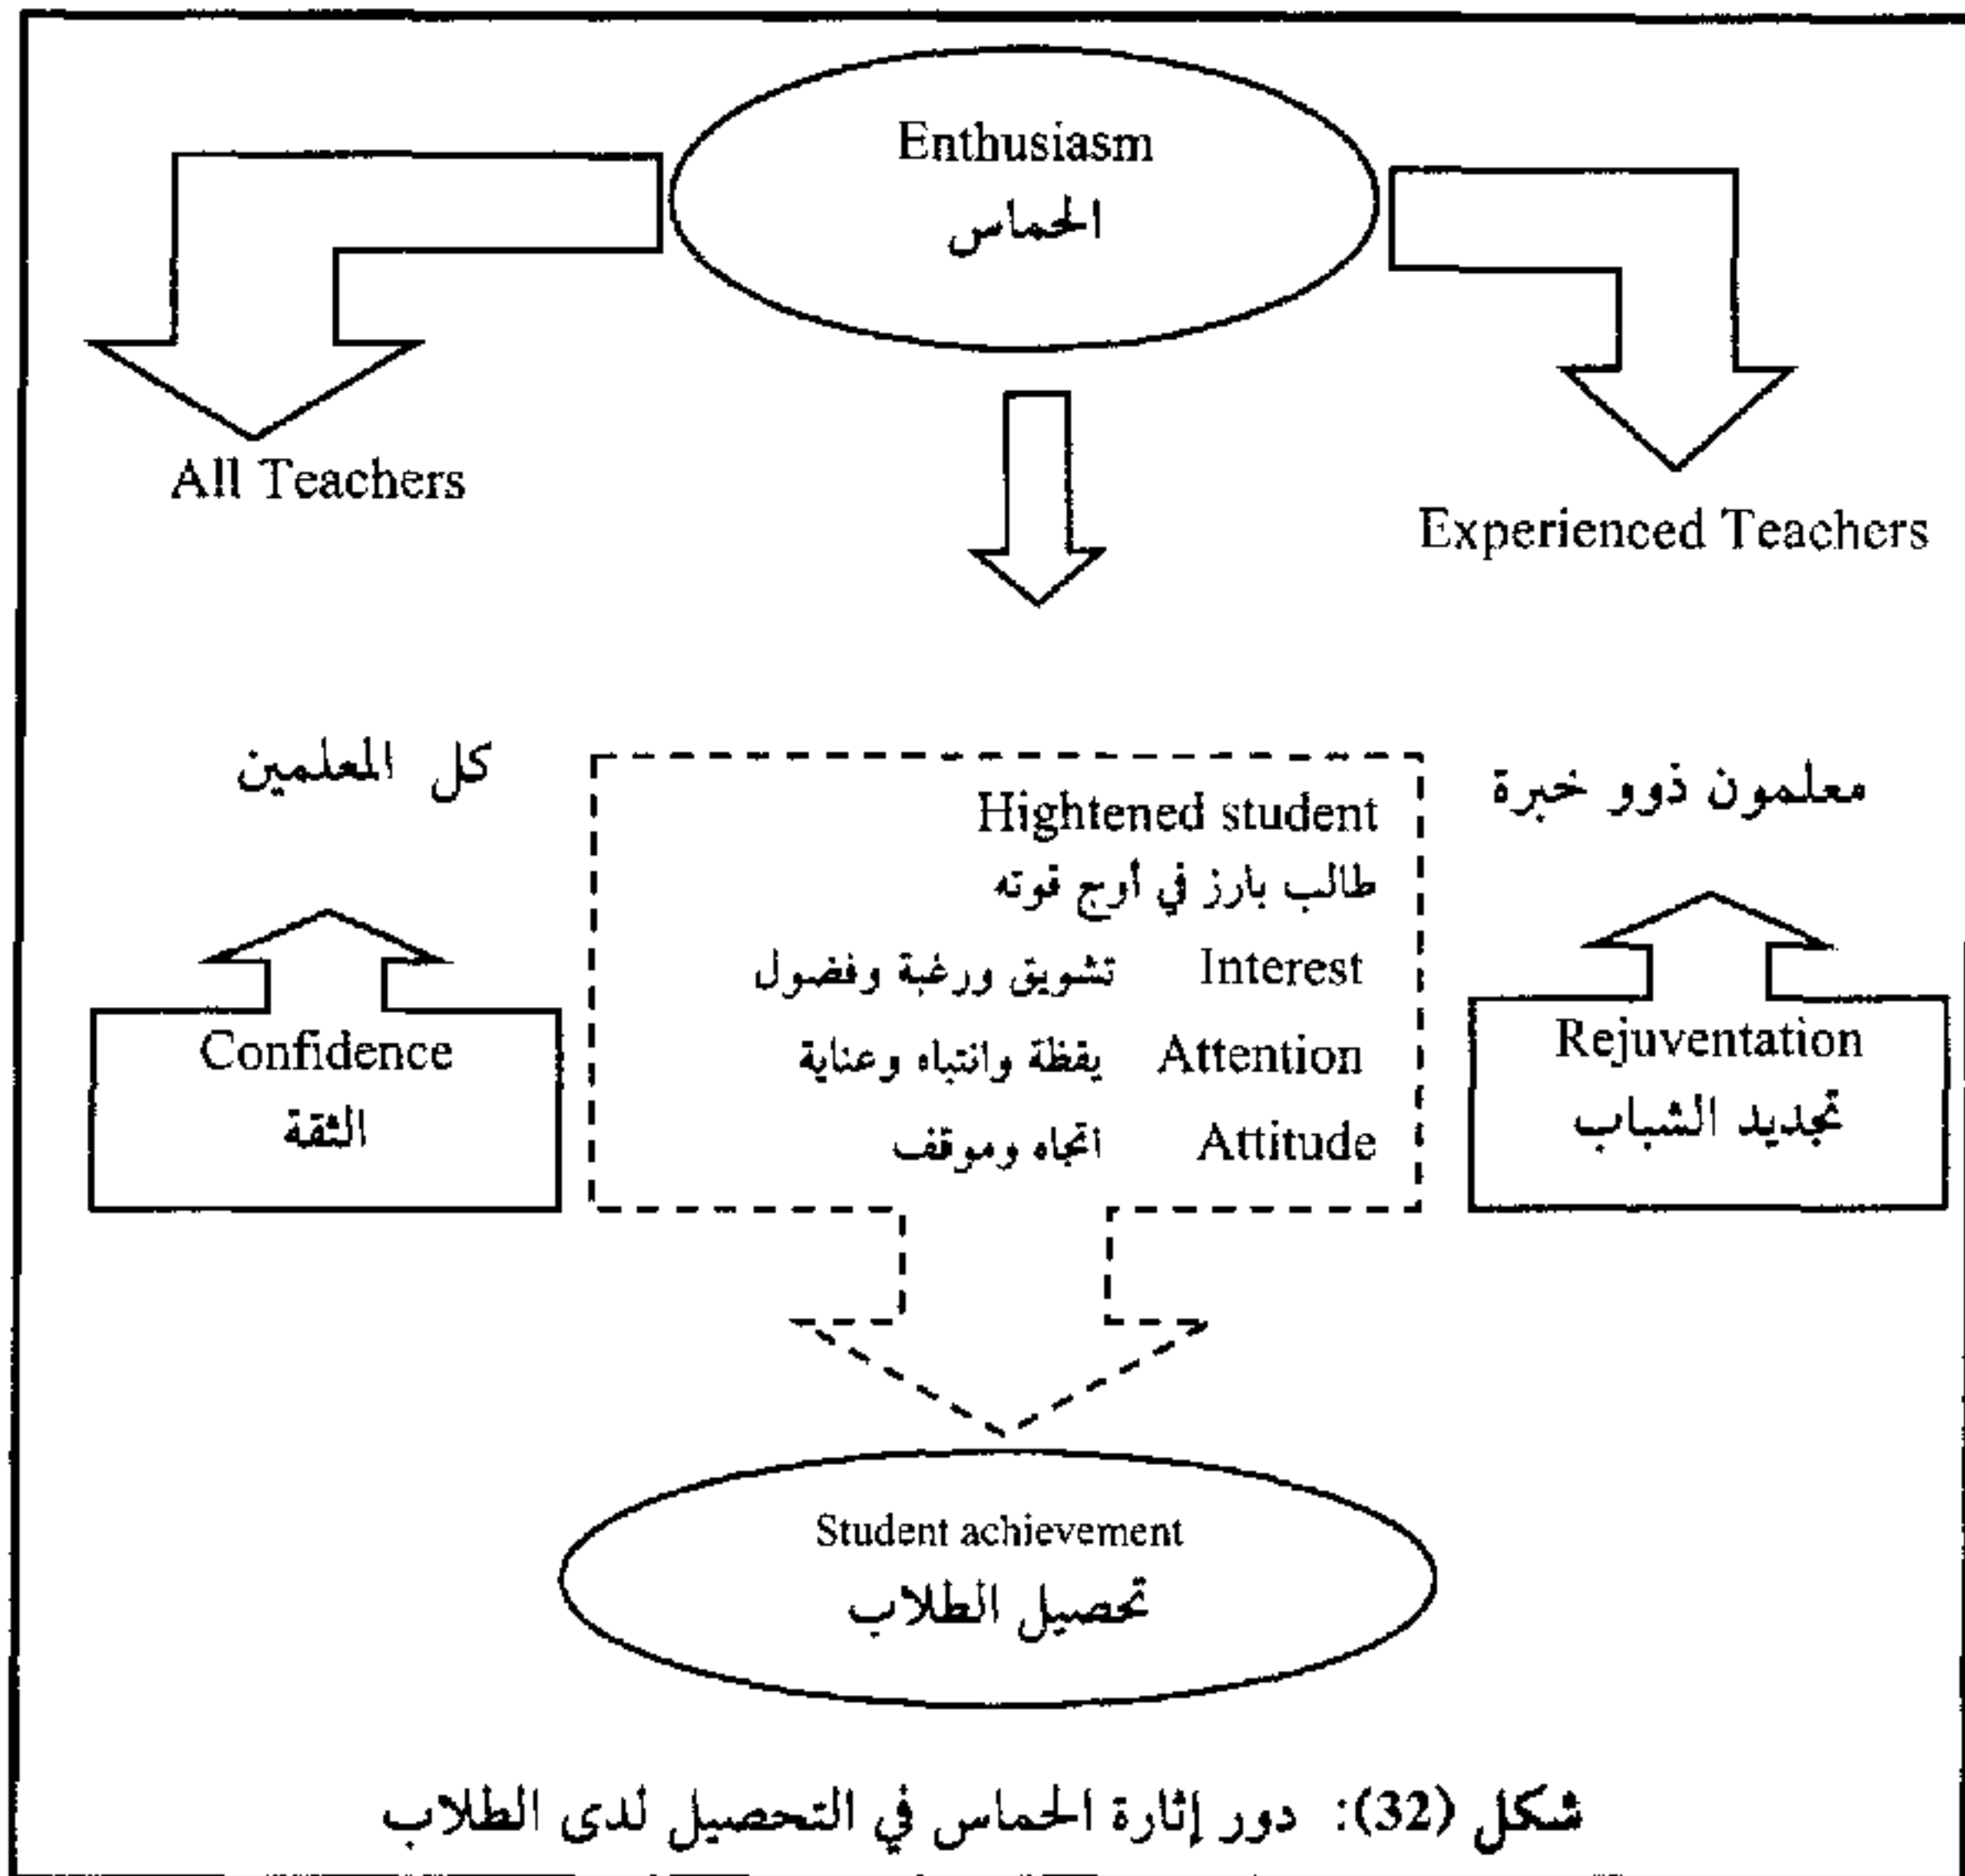 Enthusiasm
الحماس
All Teachers
Experienced Teachers
كل المعلمين
معلمون ذوو خبرة
Hightened student
طالب بارز في أوج قوته
Interest تشويق ورغبة وفضول
Attention يقظة وانتباه وعناية
Attitude اتجاه وموقف
Confidence
الثقة
Rejuventation
تجديد الشباب
Student achievement
تحصيل الطلاب
شكل (32): دور إثارة الحماس في التحصيل لدى الطلاب